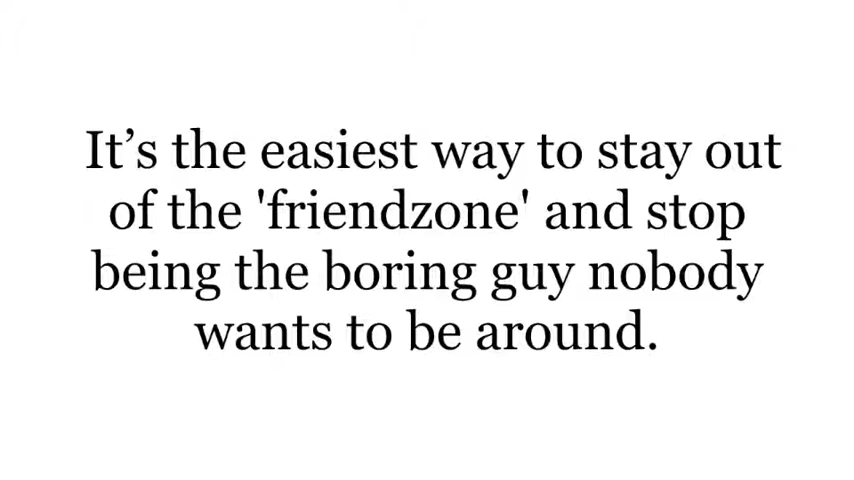 It’s the easiest way to stay out
of the 'friendzone' and stop
being the boring guy nobody
wants to be around.